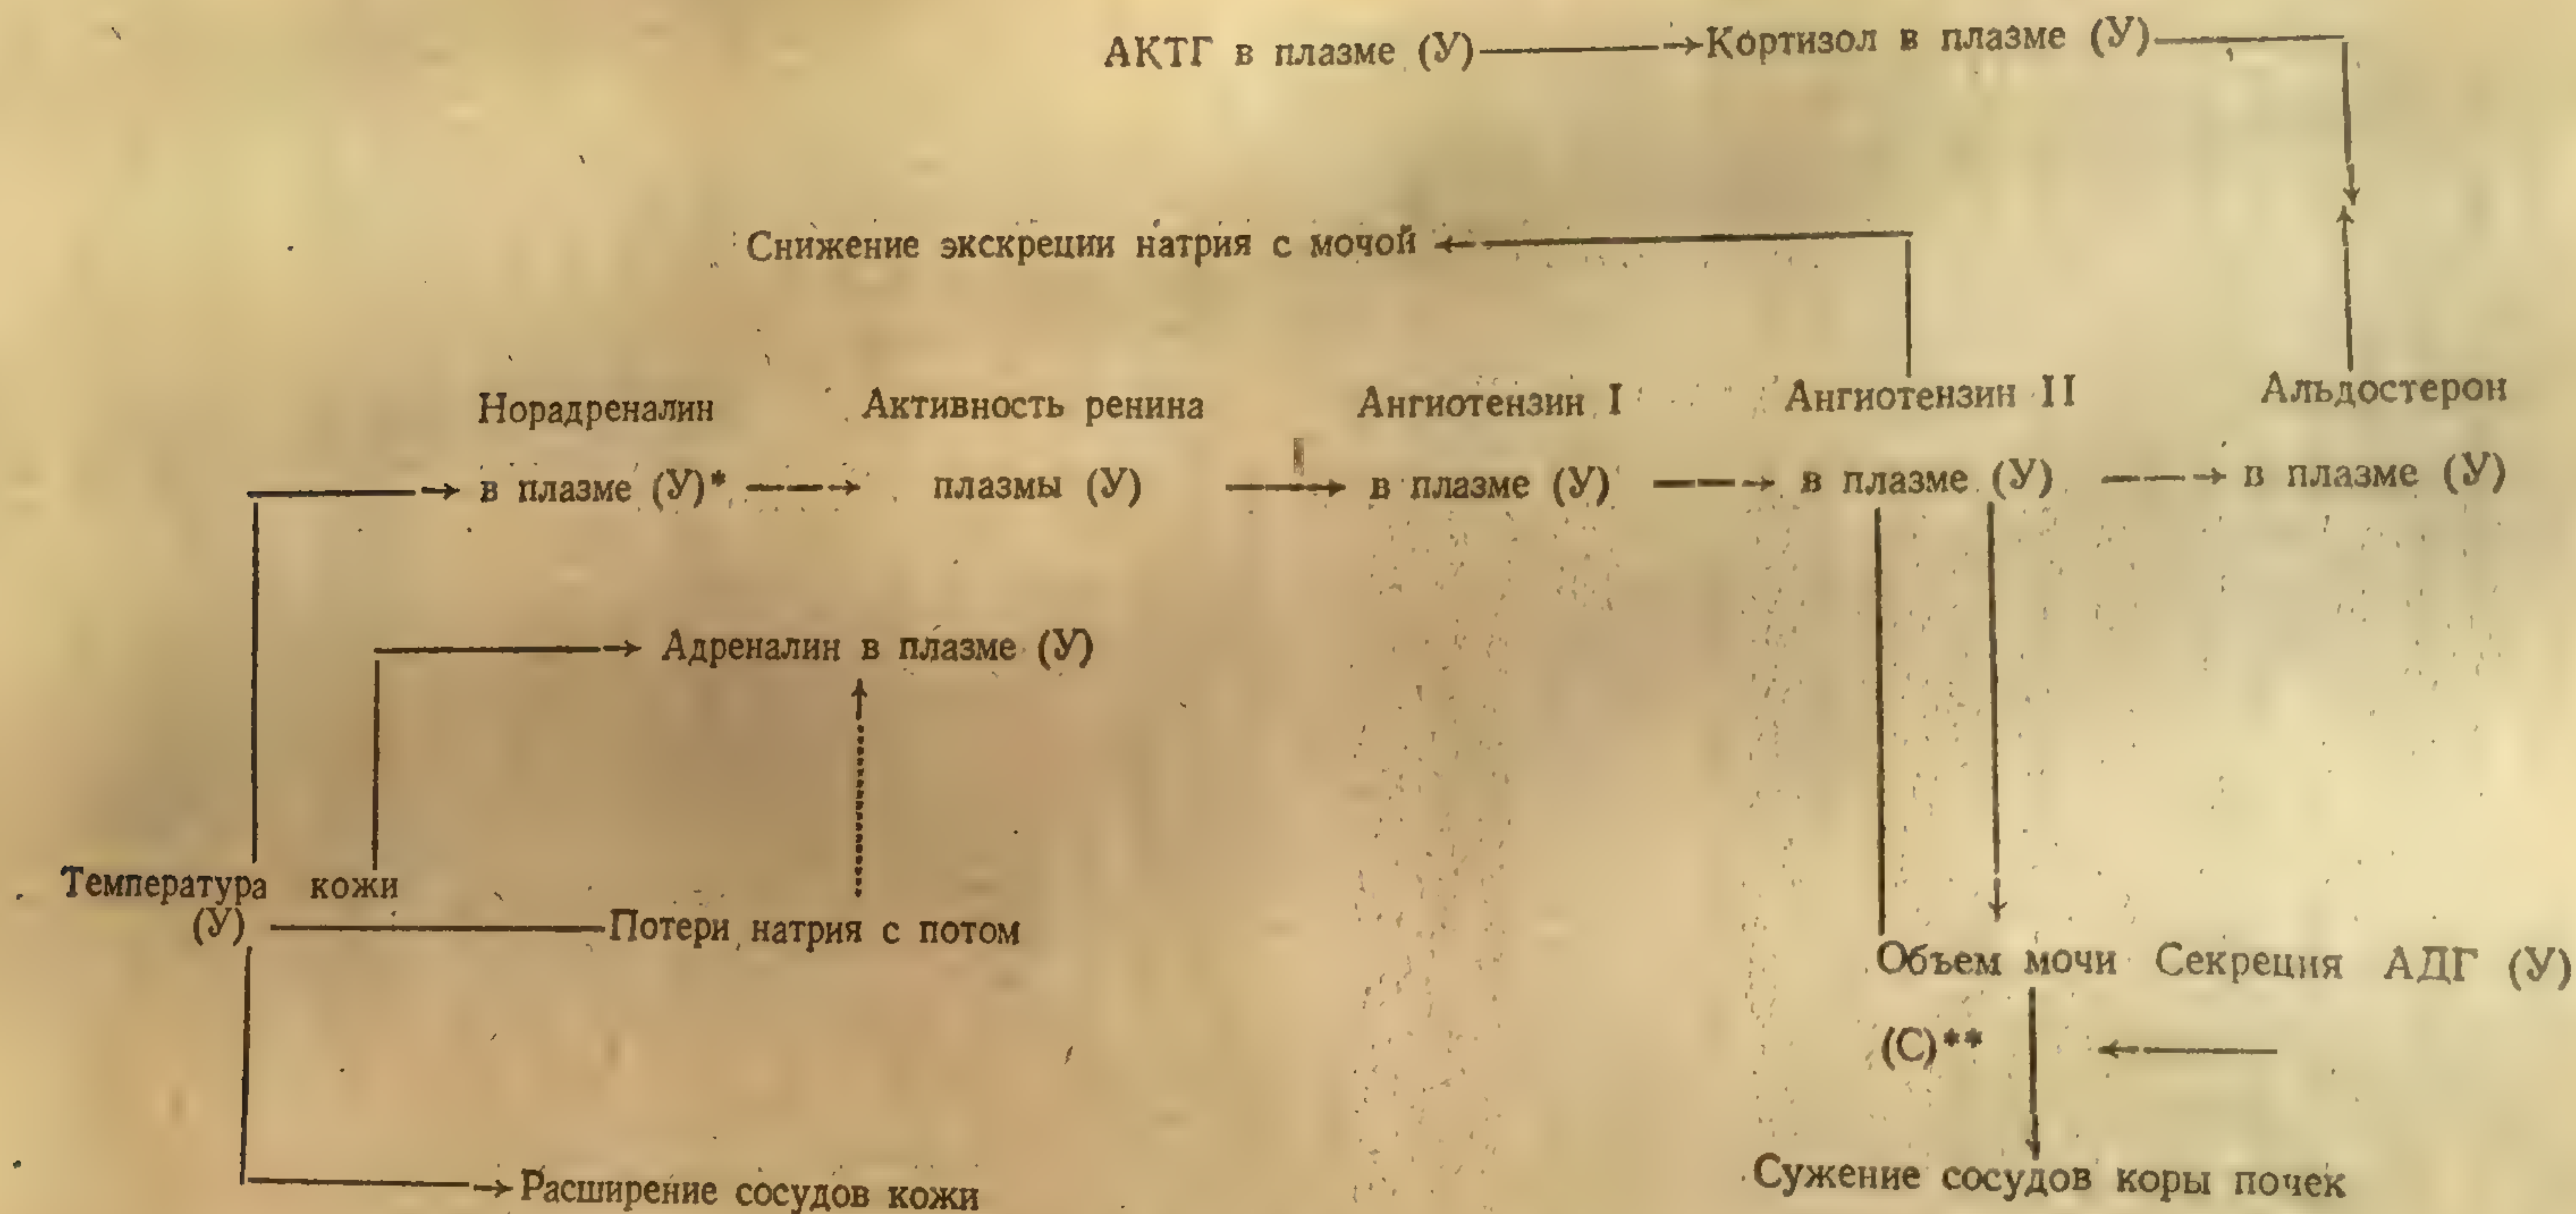 АКТГ в плазме (У) Кортизол в плазме (У)
Снижение экскреции натрия с мочой
Норадреналин Активность ренина Ангиотензин I Ангиотензин II Альдостерон
в плазме (У)* плазмы (У) в плазме (У) в плазме (У) в плазме (У)
Адреналин в плазме (У)
Температура кожи
(У) Потери натрия с потом
Объем мочи Секреция АДГ (У)
(С)**
Расширение сосудов кожи Сужение сосудов коры почек